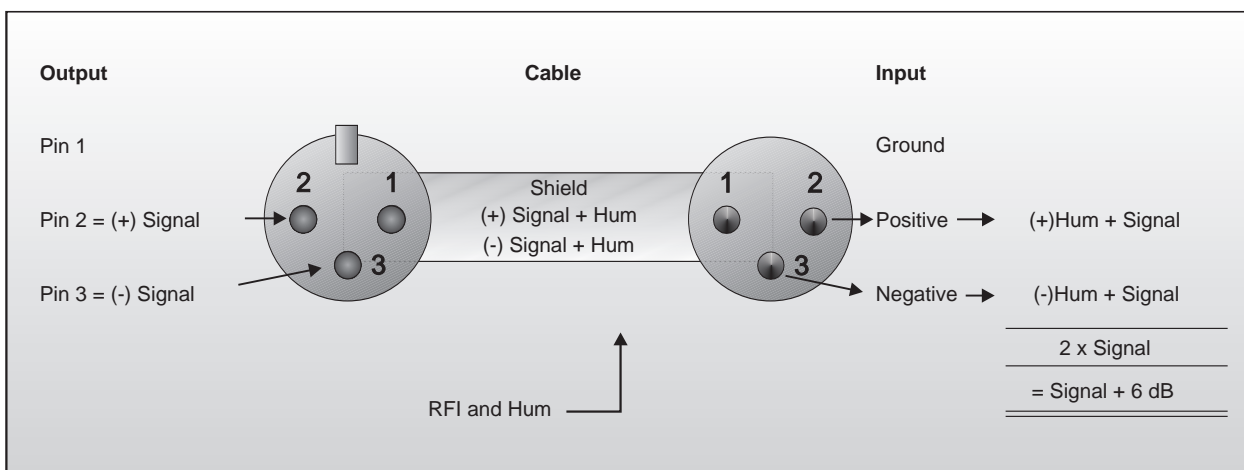 Output
Cable
Input
Pin 1
Ground
2
1
1
2
Shield
Pin 2 = (+) Signal
(+) Signal + Hum
Positive
(+)Hum + Signal
(-) Signal + Hum
3
3
Pin 3 = (-) Signal
Negative
(-)Hum + Signal
2 x Signal
= Signal + 6 dB
RFI and Hum